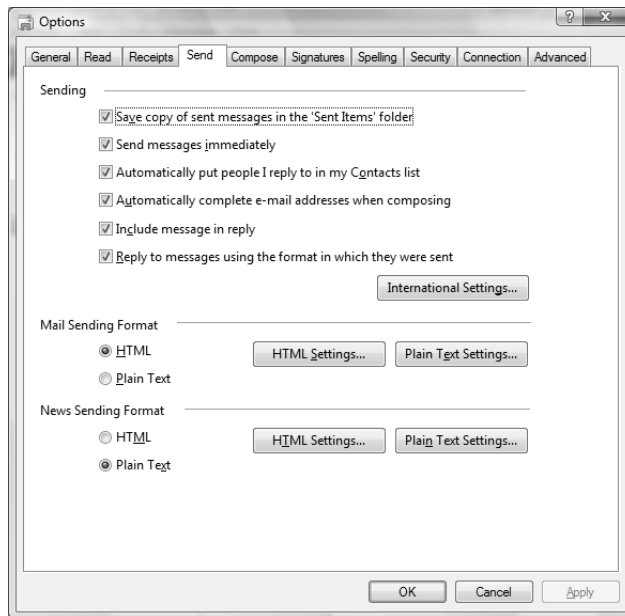 Options
General Read Receipts Send Compose Signatures Spelling Security Connection Advanced
Sending
Save copy of sent messages in the 'Sent Items' folder
Send messages immediately
Automatically put people I reply to in my Contacts list
Automatically complete e-mail addresses when composing
Include message in reply
Reply to messages using the format in which they were sent
International Settings...
Mail Sending Format
HTML HTML Settings... Plain Text Settings...
Plain Text
News Sending Format
HTML HTML Settings... Plain Text Settings...
Plain Text
OK Cancel Apply